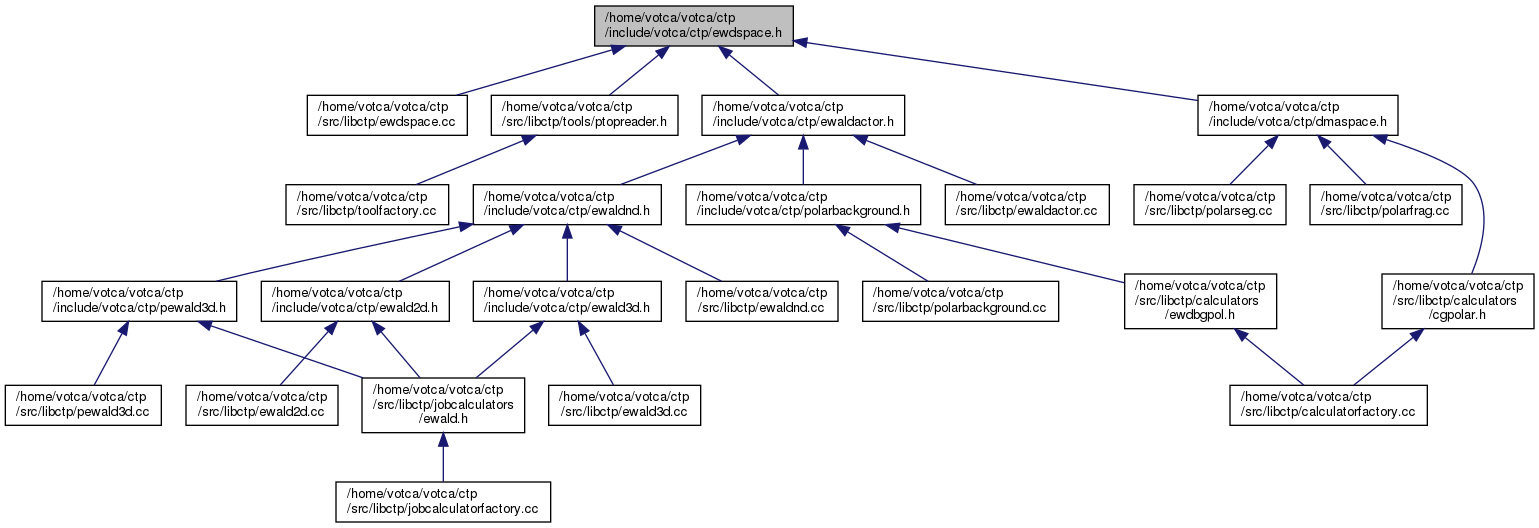 /home/votca/votca/ctp
/include/votca/ctp/ewdspace.h
/home/votca/votca/ctp
/src/libctp/ewdspace.cc
/home/votca/votca/ctp
/src/libctp/tools/ptopreader.h
/home/votca/votca/ctp
/include/votca/ctp/ewaldactor.h
/home/votca/votca/ctp
/include/votca/ctp/dmaspace.h
/home/votca/votca/ctp
/src/libctp/toolfactory.cc
/home/votca/votca/ctp
/include/votca/ctp/ewaldnd.h
/home/votca/votca/ctp
/include/votca/ctp/polarbackground.h
/home/votca/votca/ctp
/src/libctp/ewaldactor.cc
/home/votca/votca/ctp
/src/libctp/polarseg.cc
/home/votca/votca/ctp
/src/libctp/polarfrag.cc
/home/votca/votca/ctp
/include/votca/ctp/pewald3d.h
/home/votca/votca/ctp
/include/votca/ctp/ewald2d.h
/home/votca/votca/ctp
/include/votca/ctp/ewald3d.h
/home/votca/votca/ctp
/src/libctp/ewaldnd.cc
/home/votca/votca/ctp
/src/libctp/polarbackground.cc
/home/votca/votca/ctp
/src/libctp/calculators
/ewdbgpol.h
/home/votca/votca/ctp
/src/libctp/calculators
/cgpolar.h
/home/votca/votca/ctp
/src/libctp/pewald3d.cc
/home/votca/votca/ctp
/src/libctp/ewald2d.cc
/home/votca/votca/ctp
/src/libctp/jobcalculators
/ewald.h
/home/votca/votca/ctp
/src/libctp/ewald3d.cc
/home/votca/votca/ctp
/src/libctp/calculatorfactory.cc
/home/votca/votca/ctp
/src/libctp/jobcalculatorfactory.cc